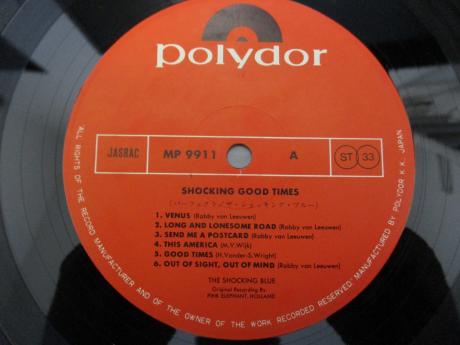 polydor
JASRAC
MP 9911
A
ST 33
SHOCKING GOOD TIMES
(パーフェクト／ザ・ショッキング・ブルー)
1. VENUS (Robby van Leeuwen)
2. LONG AND LONESOME ROAD (Robby van Leeuwen)
3. SEND ME A POSTCARD (Robby van Leeuwen)
4. THIS AMERICA (M.V.Wijk)
5. GOOD TIMES (H.Vander-S.Wright)
6. OUT OF SIGHT, OUT OF MIND (Robby van Leeuwen)
THE SHOCKING BLUE
Original Recording By
PINK ELEPHANT, HOLLAND
ALL RIGHTS OF THE RECORD MANUFACTURER AND OF THE OWNER OF THE WORK RECORDED RESERVED. MANUFACTURED BY POLYDOR K.K. JAPAN